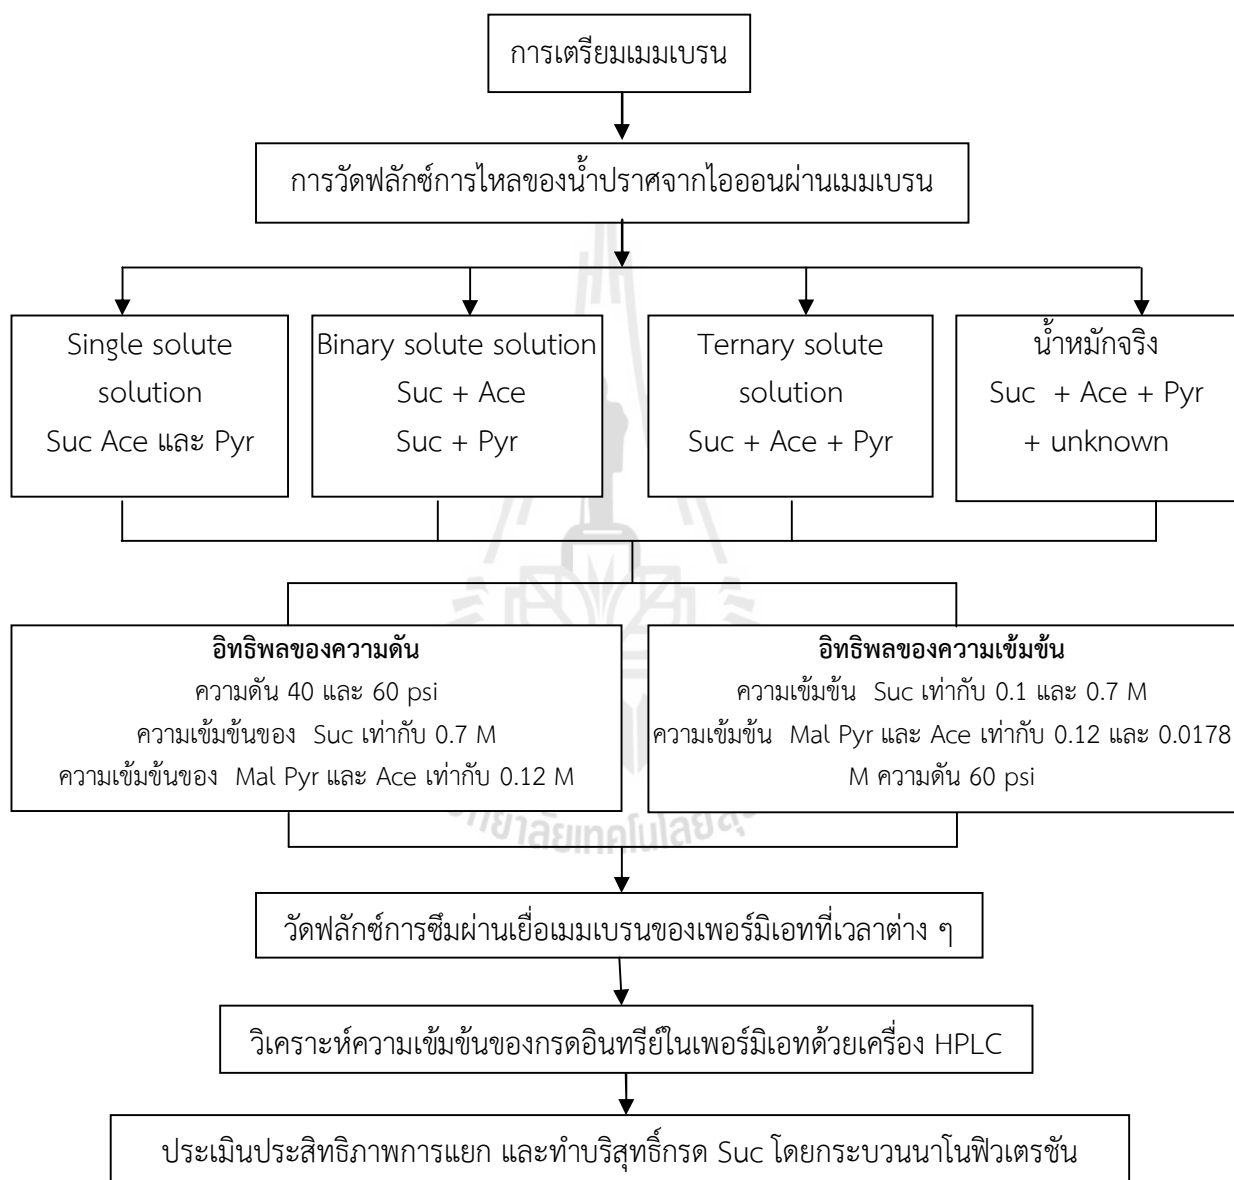 การเตรียมเมมเบรน
การวัดฟลักซ์การไหลของน้ำปราศจากไอออนผ่านเมมเบรน
Single solute
solution
Suc Ace และ Pyr
Binary solute solution
Suc + Ace
Suc + Pyr
Ternary solute
solution
Suc + Ace + Pyr
น้ำหมักจริง
Suc + Ace + Pyr
+ unknown
อิทธิพลของความดัน
ความดัน 40 และ 60 psi
ความเข้มข้นของ Suc เท่ากับ 0.7 M
ความเข้มข้นของ Mal Pyr และ Ace เท่ากับ 0.12 M
อิทธิพลของความเข้มข้น
ความเข้มข้น Suc เท่ากับ 0.1 และ 0.7 M
ความเข้มข้น Mal Pyr และ Ace เท่ากับ 0.12 และ 0.0178
M ความดัน 60 psi
วัดฟลักซ์การซึมผ่านเยื่อเมมเบรนของเพอร์มิเอทที่เวลาต่าง ๆ
วิเคราะห์ความเข้มข้นของกรดอินทรีย์ในเพอร์มิเอทด้วยเครื่อง HPLC
ประเมินประสิทธิภาพการแยก และทำบริสุทธิ์กรด Suc โดยกระบวนนาโนฟิวเตรชัน